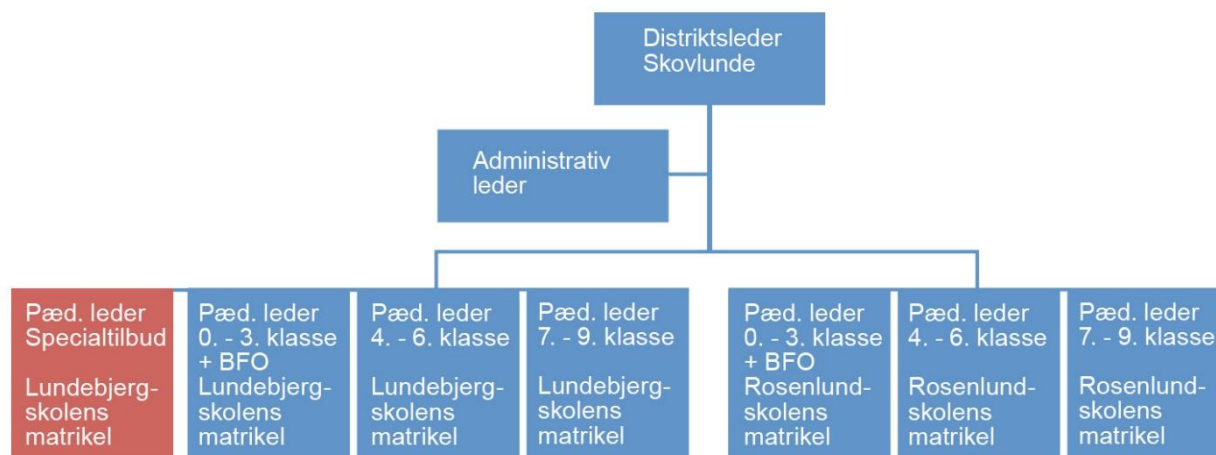 Distriktsleder
Skovlunde
Administrativ
leder
Pæd. leder
Specialtilbud
Lundebjerg-
skolens
matrikel
Pæd. leder
0. - 3. klasse
+ BFO
Lundebjerg-
skolens
matrikel
Pæd. leder
4. - 6. klasse
Lundebjerg-
skolens
matrikel
Pæd. leder
7. - 9. klasse
Lundebjerg-
skolens
matrikel
Pæd. leder
0. - 3. klasse
+ BFO
Rosenlund-
skolens
matrikel
Pæd. leder
4. - 6. klasse
Rosenlund-
skolens
matrikel
Pæd. leder
7. - 9. klasse
Rosenlund-
skolens
matrikel